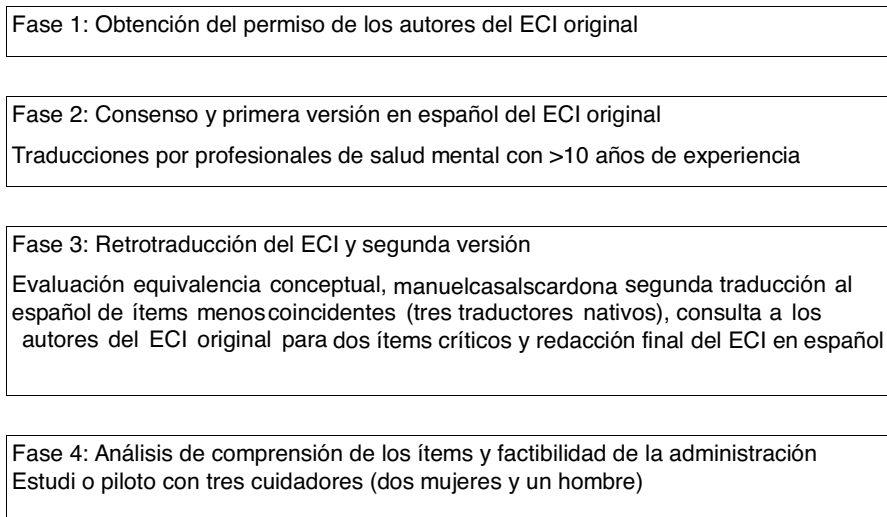 Fase 1: Obtención del permiso de los autores del ECI original
Fase 2: Consenso y primera versión en español del ECI original
Traducciones por profesionales de salud mental con >10 años de experiencia
Fase 3: Retrotraducción del ECI y segunda versión
Evaluación equivalencia conceptual, manuelcasalscardona segunda traducción al
español de ítems menos coincidentes (tres traductores nativos), consulta a los
autores del ECI original para dos ítems críticos y redacción final del ECI en español
Fase 4: Análisis de comprensión de los ítems y factibilidad de la administración
Estudi o piloto con tres cuidadores (dos mujeres y un hombre)